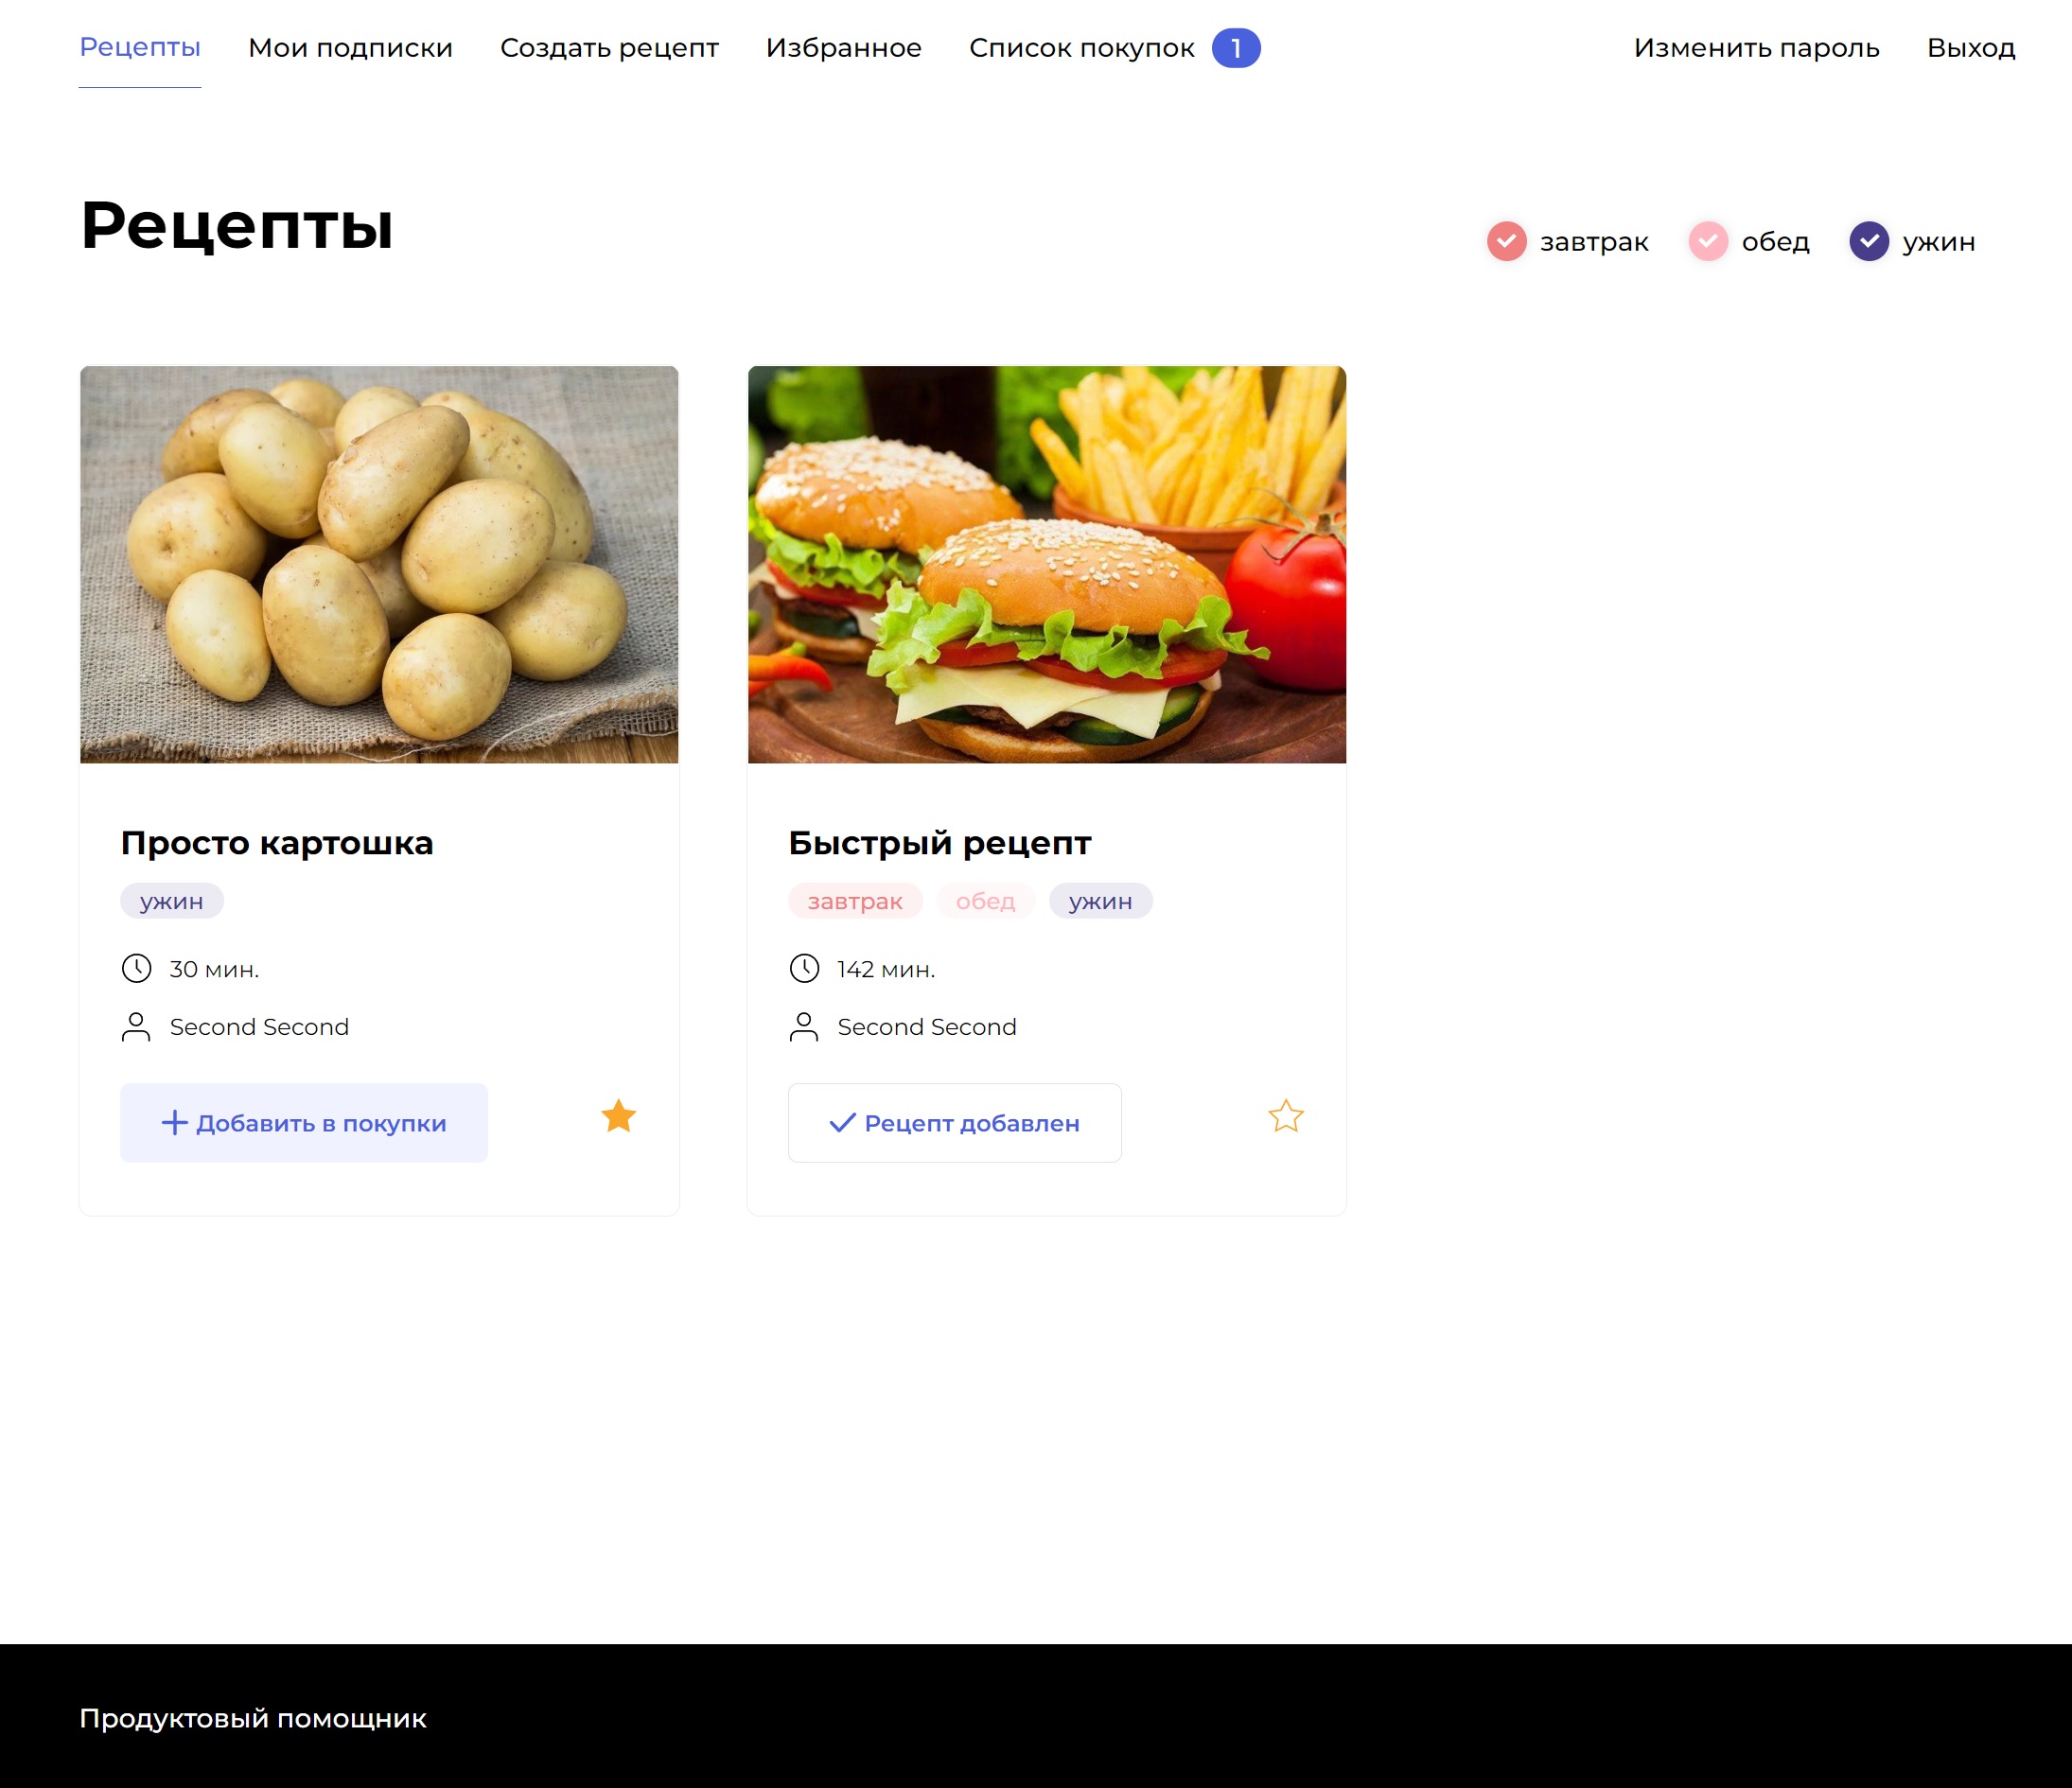 Рецепты Мои подписки Создать рецепт Избранное Список покупок 1 Изменить пароль Выход
Рецепты
завтрак обед ужин
Просто картошка
ужин
30 мин.
Second Second
Добавить в покупки
Быстрый рецепт
завтрак обед ужин
142 мин.
Second Second
Рецепт добавлен
Продуктовый помощник